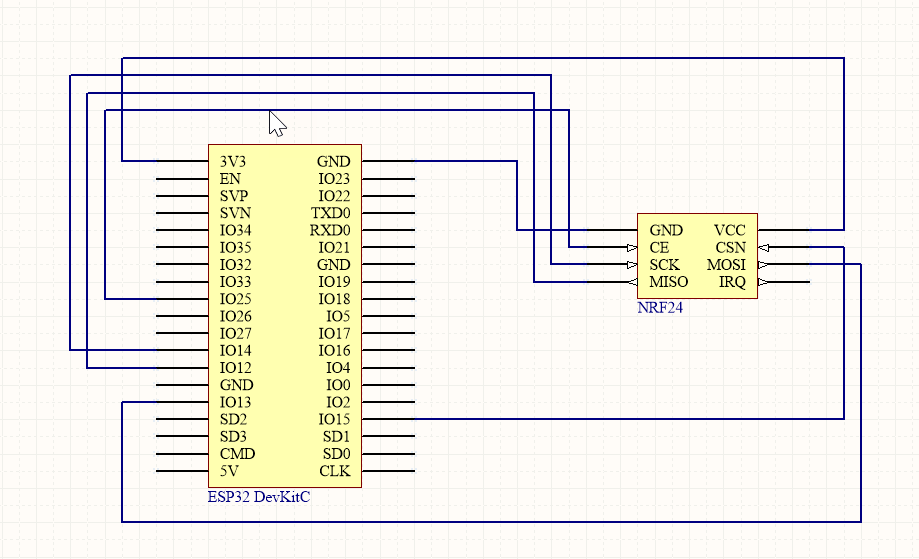 3V3 GND
EN IO23
SVP IO22
SVN TXD0
IO34 RXD0
IO35 IO21
IO32 GND
IO33 IO19
IO25 IO18
IO26 IO5
IO27 IO17
IO14 IO16
IO12 IO4
GND IO0
IO13 IO2
SD2 IO15
SD3 SD1
CMD SD0
5V CLK
ESP32 DevKitC
GND VCC
CE CSN
SCK MOSI
MISO IRQ
NRF24